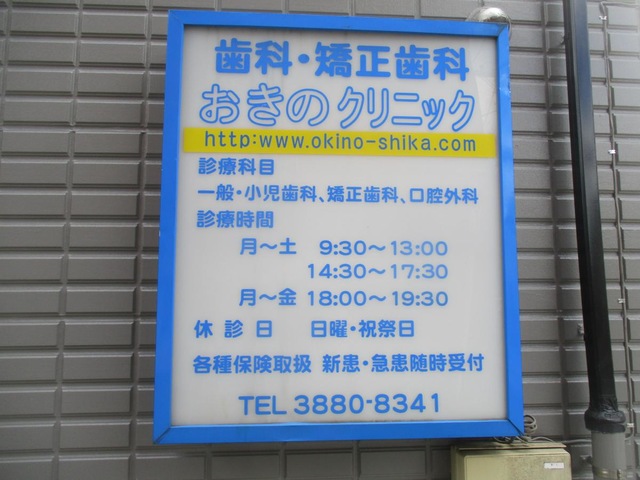 歯科・矯正歯科
おきのクリニック
http:www.okino-shika.com
診療科目
一般・小児歯科、矯正歯科、口腔外科
診療時間
月～土 9:30～13:00
14:30～17:30
月～金 18:00～19:30
休診日 日曜・祝祭日
各種保険取扱 新患・急患随時受付
TEL 3880-8341